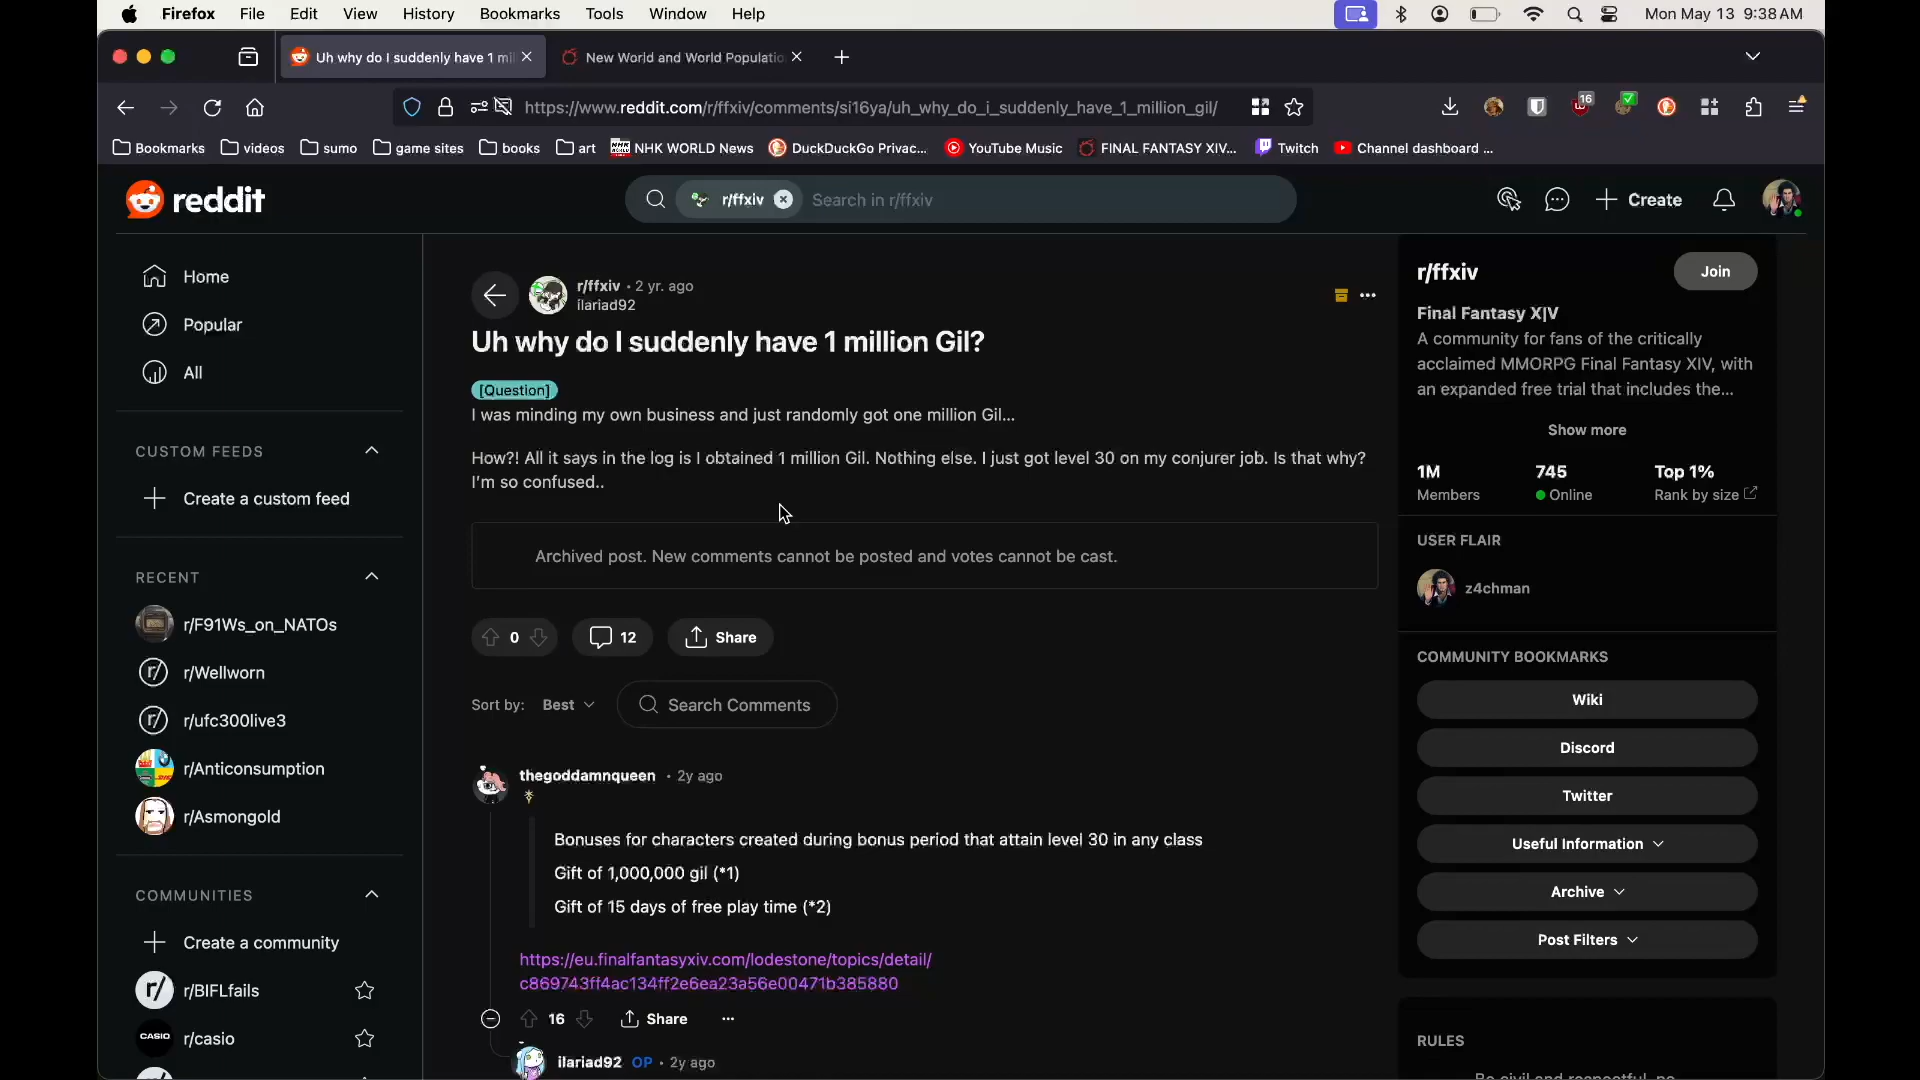 Firefox File Edit View History Bookmarks Tools Window Help Mon May 13 9:38 AM
Uh why do I suddenly have 1 mil New World and World Populatio
https://www.reddit.com/r/ffxiv/comments/si16ya/uh_why_do_i_suddenly_have_1_million_gil/ 16
Bookmarks videos sumo game sites books art NHK WORLD News DuckDuckGo Privac... YouTube Music FINAL FANTASY XIV... Twitch Channel dashboard ...
reddit r/ffxiv Search in r/ffxiv Create
Home
Popular
All
CUSTOM FEEDS
Create a custom feed
RECENT
r/F91Ws_on_NATOs
r/Wellworn
r/ufc300live3
r/Anticonsumption
r/Asmongold
COMMUNITIES
Create a community
r/BIFLfails
CASIO r/casio
r/ffxiv • 2 yr. ago
ilariad92
Uh why do I suddenly have 1 million Gil?
[Question]
I was minding my own business and just randomly got one million Gil...
How?! All it says in the log is I obtained 1 million Gil. Nothing else. I just got level 30 on my conjurer job. Is that why?
I'm so confused..
Archived post. New comments cannot be posted and votes cannot be cast.
0 12 Share
Sort by: Best Search Comments
thegoddamnqueen • 2y ago
Bonuses for characters created during bonus period that attain level 30 in any class
Gift of 1,000,000 gil (*1)
Gift of 15 days of free play time (*2)
https://eu.finalfantasyxiv.com/lodestone/topics/detail/
c869743ff4ac134ff2e6ea23a56e00471b385880
16 Share
ilariad92 OP • 2y ago
r/ffxiv Join
Final Fantasy X|V
A community for fans of the critically
acclaimed MMORPG Final Fantasy XIV, with
an expanded free trial that includes the...
Show more
1M 745 Top 1%
Members Online Rank by size
USER FLAIR
z4chman
COMMUNITY BOOKMARKS
Wiki
Discord
Twitter
Useful Information
Archive
Post Filters
RULES